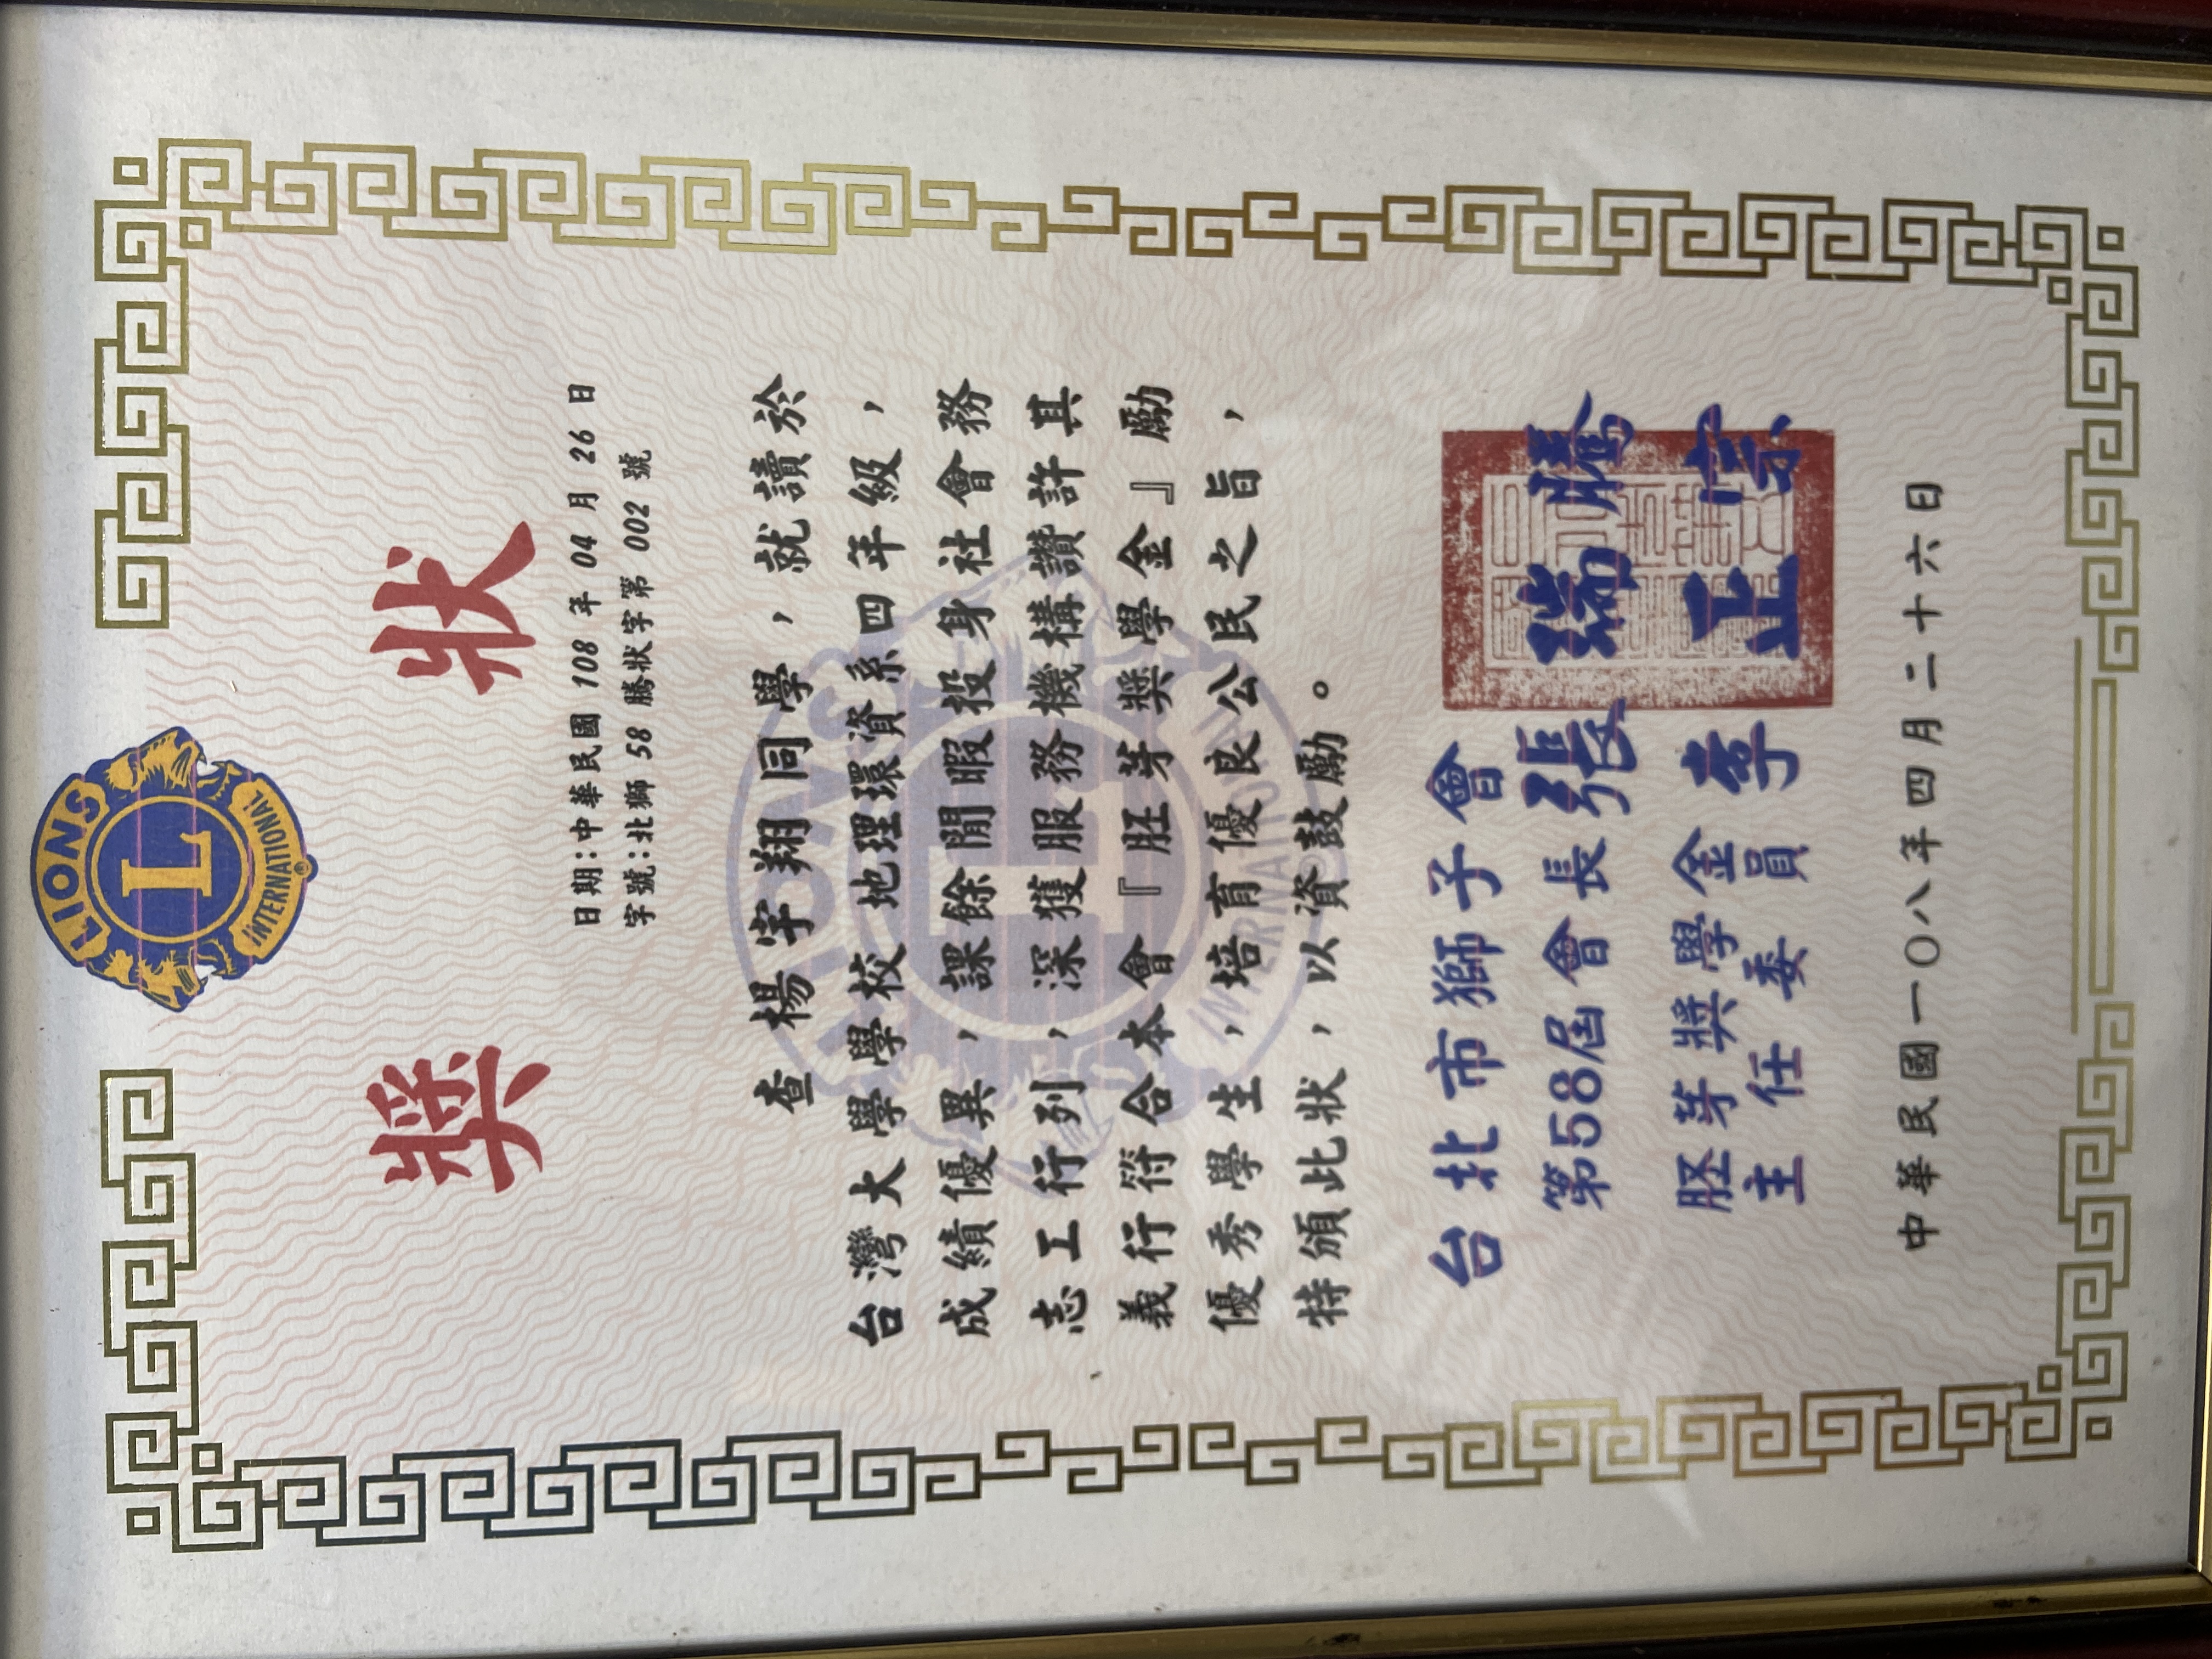 LIONS
L
INTERNATIONAL
獎狀
日期:中華民國 108 年 04 月 26 日
字號:北獅 58 騰狀字第 002 號
查 楊宇翔 同學，就讀於
台灣大學學校 地理環資系四年級，
成績優異，課餘閒暇投身社會務
志工行列，深獲服務機構讚許其
義行符合本會『胚芽獎學金』勵
優秀學生，培育優良公民之旨，
特頒此狀，以資鼓勵。
台北市獅子會
第58屆會長張瑞騰
胚芽獎學金
主任委員 李正宗
中華民國一〇八年四月二十六日